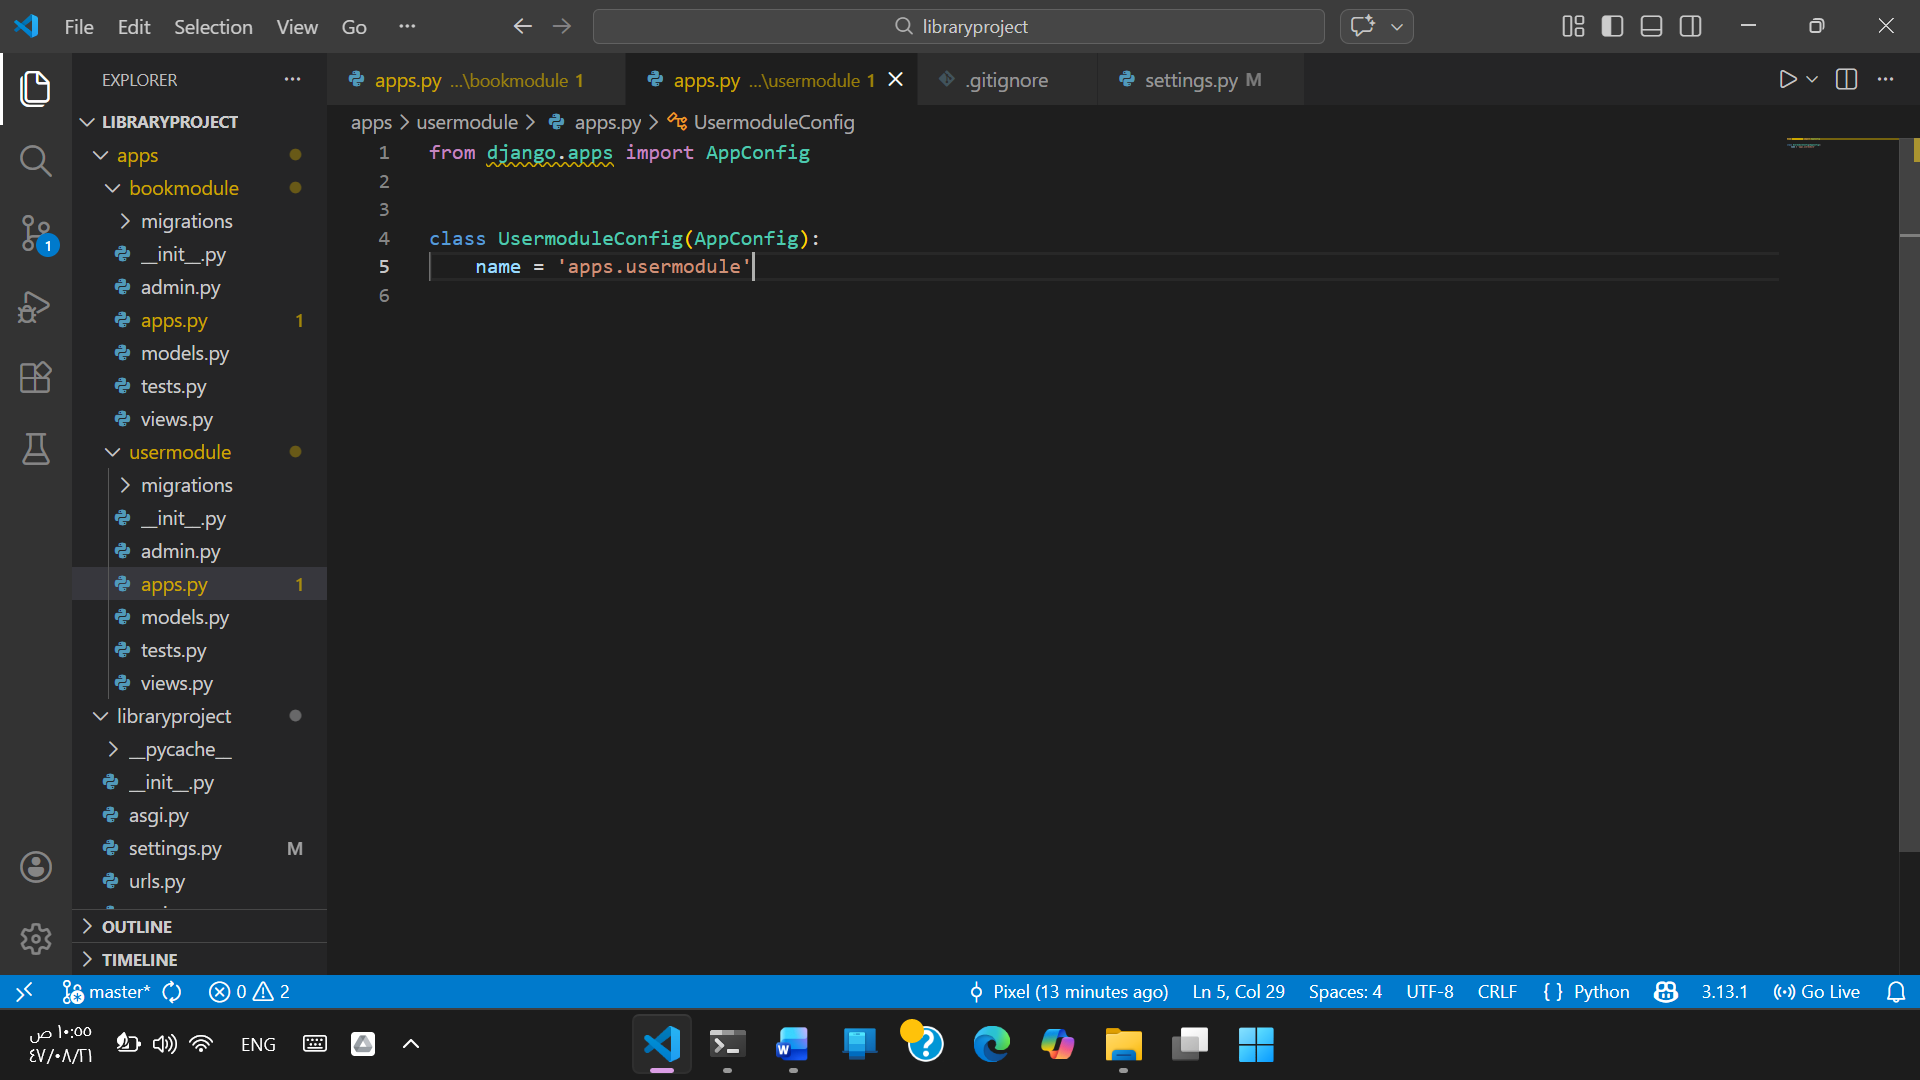 File Edit Selection View Go ···
libraryproject
EXPLORER ···
apps.py ...\bookmodule 1
apps.py ...\usermodule 1
.gitignore
settings.py M
LIBRARYPROJECT
apps
bookmodule
migrations
__init__.py
admin.py
apps.py 1
models.py
tests.py
views.py
usermodule
migrations
__init__.py
admin.py
apps.py 1
models.py
tests.py
views.py
libraryproject
__pycache__
__init__.py
asgi.py
settings.py M
urls.py
OUTLINE
TIMELINE
apps > usermodule > apps.py > UsermoduleConfig
1 from django.apps import AppConfig
2
3
4 class UsermoduleConfig(AppConfig):
5     name = 'apps.usermodule'
6
1
master* 0 2 Pixel (13 minutes ago) Ln 5, Col 29 Spaces: 4 UTF-8 CRLF { } Python 3.13.1 Go Live
١٠:٥٥ ص
٤٧/٠٨/٢١
ENG